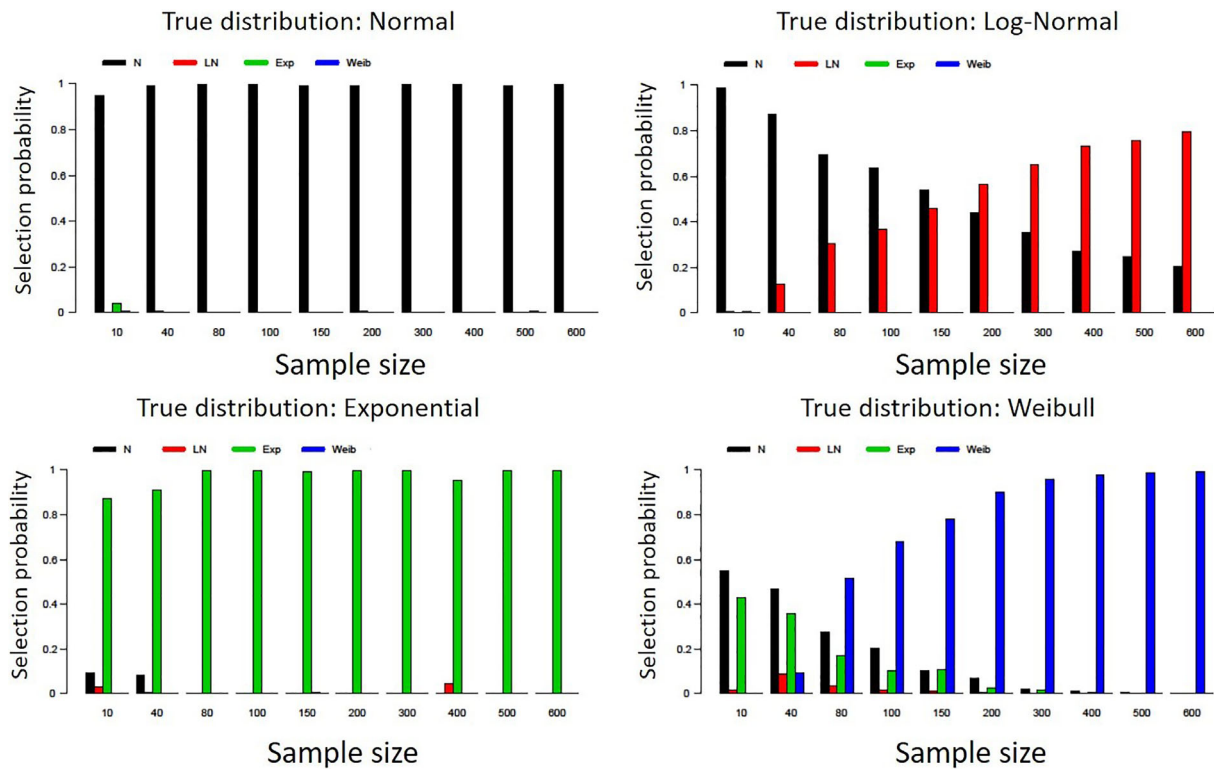 True distribution: Normal
N LN Exp Weib
Selection probability
1
0.8
0.6
0.4
0.2
0
10 40 80 100 150 200 300 400 500 600
Sample size
True distribution: Log-Normal
N LN Exp Weib
Selection probability
1
0.8
0.6
0.4
0.2
0
10 40 80 100 150 200 300 400 500 600
Sample size
True distribution: Exponential
N LN Exp Weib
Selection probability
1
0.8
0.6
0.4
0.2
0
10 40 80 100 150 200 300 400 500 600
Sample size
True distribution: Weibull
N LN Exp Weib
Selection probability
1
0.8
0.6
0.4
0.2
0
10 40 80 100 150 200 300 400 500 600
Sample size